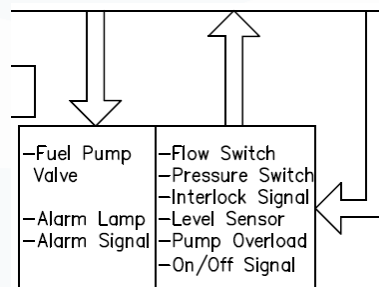 -Fuel Pump
Valve
-Alarm Lamp
-Alarm Signal
-Flow Switch
-Pressure Switch
-Interlock Signal
-Level Sensor
-Pump Overload
-On/Off Signal